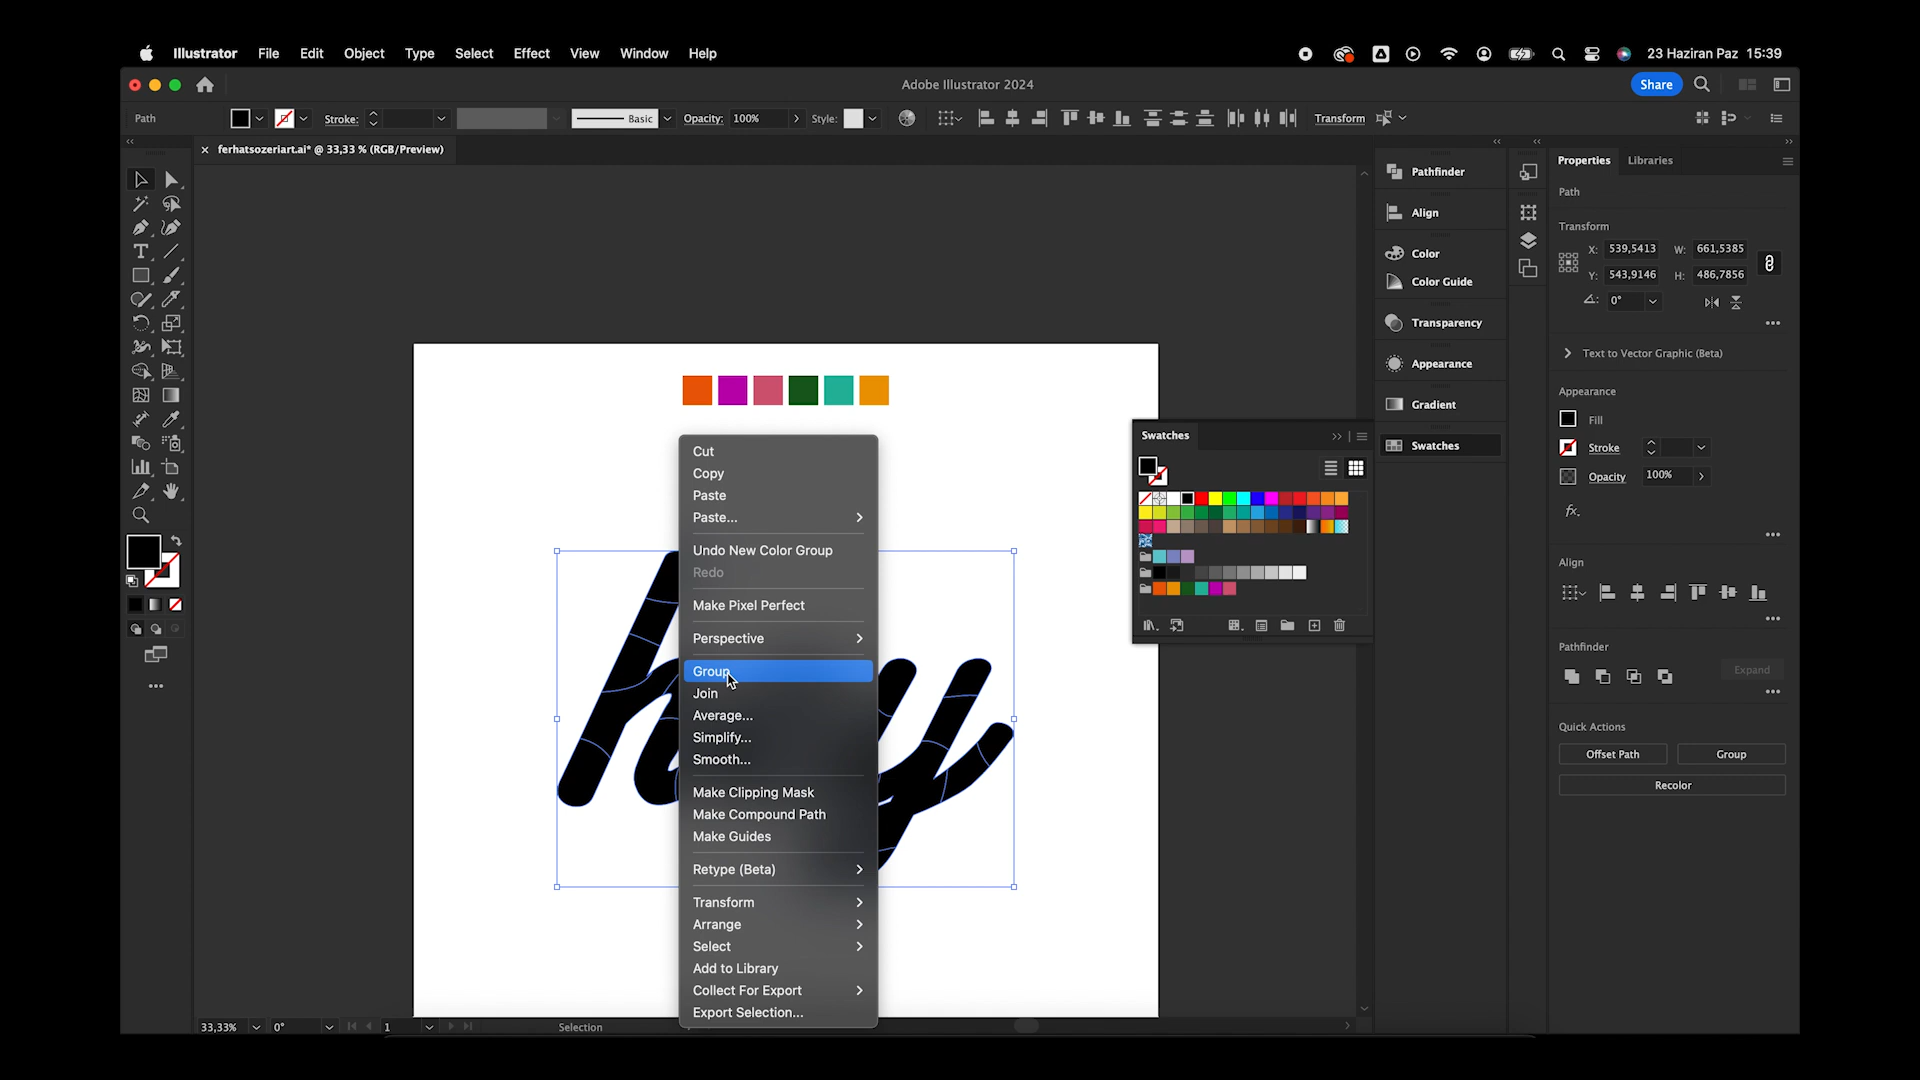 Illustrator File Edit Object Type Select Effect View Window Help 23 Haziran Paz 15:39
Adobe Illustrator 2024 Share
Path Stroke: Basic Opacity: 100% Style: Transform
× ferhatsozeriart.ai* @ 33,33 % (RGB/Preview)
Pathfinder
Align
Color
Color Guide
Transparency
Appearance
Gradient
Swatches
Properties Libraries
Path
Transform
X: 539,5413 W: 661,5385
Y: 543,9146 H: 486,7856
0°
Text to Vector Graphic (Beta)
Appearance
Fill
Stroke
Opacity 100%
fx.
Align
Pathfinder
Expand
Quick Actions
Offset Path Group
Recolor
Swatches
Cut
Copy
Paste
Paste...
Undo New Color Group
Redo
Make Pixel Perfect
Perspective
Group
Join
Average...
Simplify...
Smooth...
Make Clipping Mask
Make Compound Path
Make Guides
Retype (Beta)
Transform
Arrange
Select
Add to Library
Collect For Export
Export Selection...
33,33% 0° 1 Selection